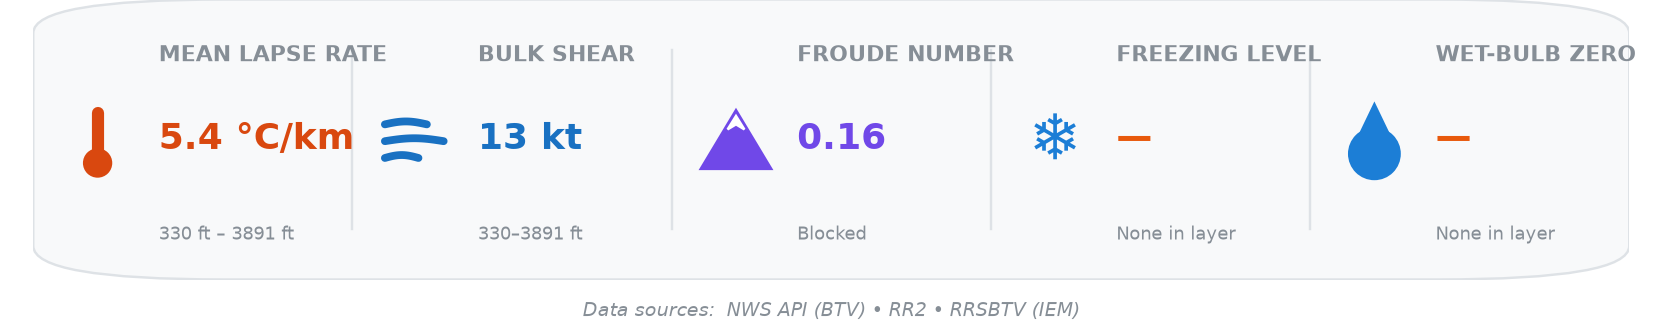 MEAN LAPSE RATE
5.4 °C/km
330 ft – 3891 ft
BULK SHEAR
13 kt
330–3891 ft
FROUDE NUMBER
0.16
Blocked
FREEZING LEVEL
—
None in layer
WET-BULB ZERO
—
None in layer
Data sources: NWS API (BTV) • RR2 • RRSBTV (IEM)